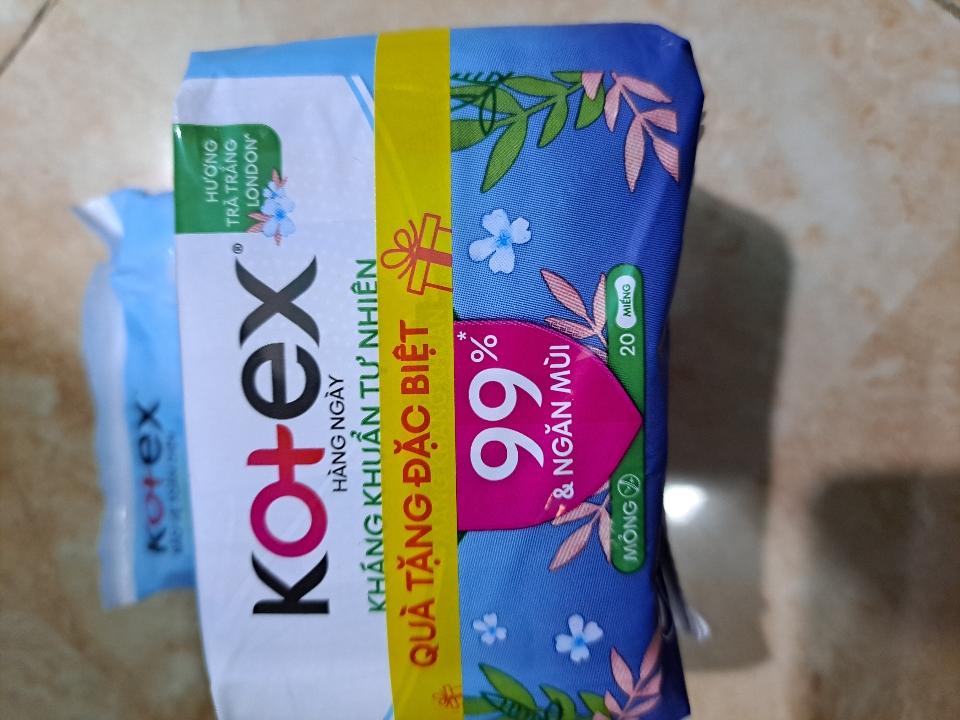 HƯƠNG
TRÀ TRẮNG
LONDON^
Kotex®
HÀNG NGÀY
KHÁNG KHUẨN TỰ NHIÊN
QUÀ TẶNG ĐẶC BIỆT
99%*
& NGĂN MÙI
MỎNG
20 MIẾNG
Kotex